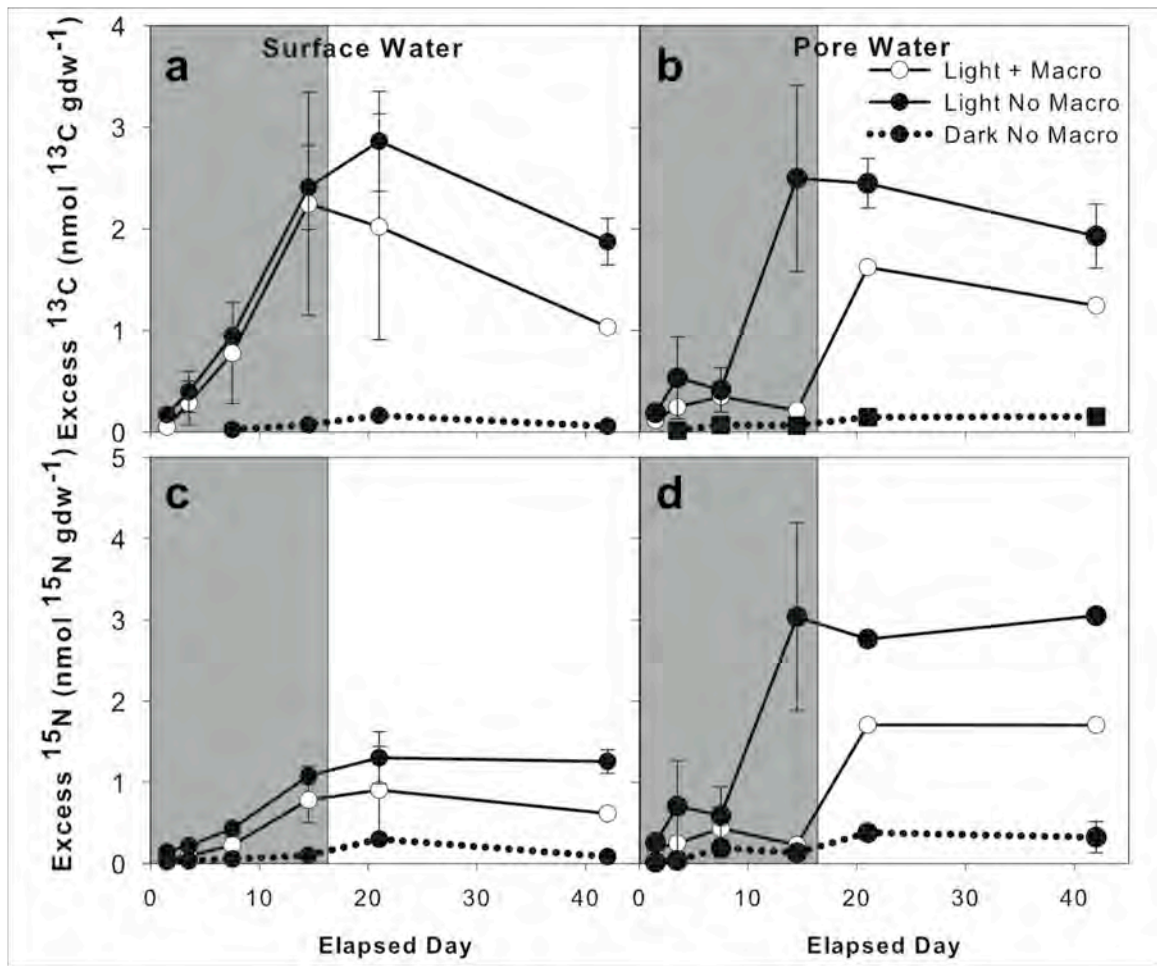 Surface Water
Pore Water
a
b
Light + Macro
Light No Macro
Dark No Macro
4
3
2
1
0
Excess ¹³C (nmol ¹³C gdw⁻¹)
c
d
5
4
3
2
1
0
Excess ¹⁵N (nmol ¹⁵N gdw⁻¹)
0 10 20 30 40 0 10 20 30 40
Elapsed Day
Elapsed Day